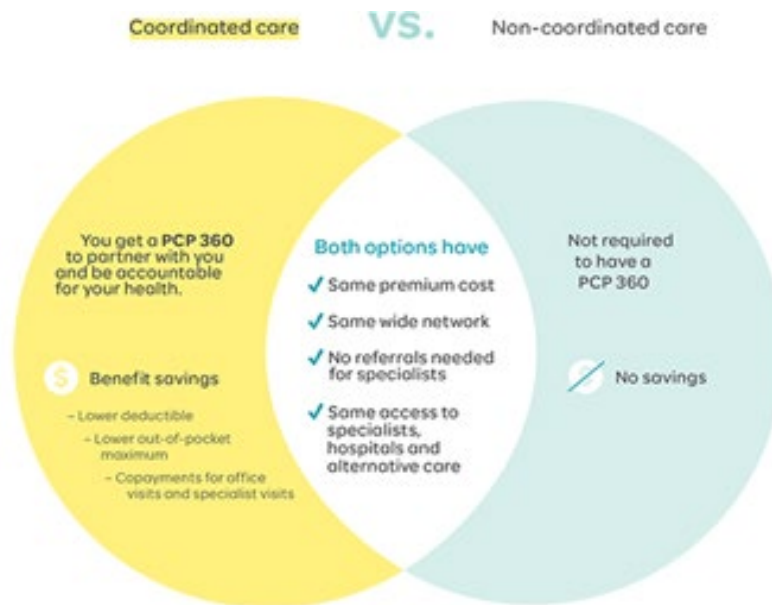 Coordinated care
VS.
Non-coordinated care
You get a PCP 360
to partner with you
and be accountable
for your health.
$ Benefit savings
– Lower deductible
– Lower out-of-pocket
maximum
– Copayments for office
visits and specialist visits
Both options have
✓ Same premium cost
✓ Same wide network
✓ No referrals needed
for specialists
✓ Same access to
specialists,
hospitals and
alternative care
Not required
to have a
PCP 360
$ No savings